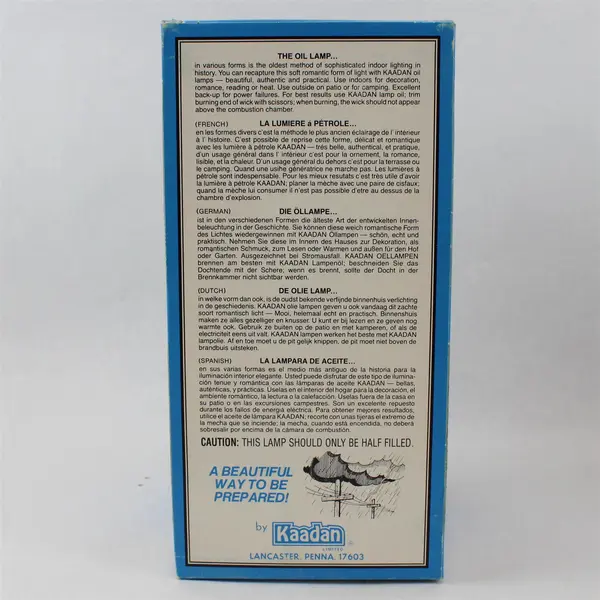 THE OIL LAMP...
in various forms is the oldest method of sophisticated indoor lighting in
history. You can recapture this soft romantic form of light with KAADAN oil
lamps — beautiful, authentic and practical. Use indoors for decoration,
romance, reading or heat. Use outside on patio or for camping. Excellent
back-up for power failures. For best results use KAADAN lamp oil; trim
burning end of wick with scissors; when burning, the wick should not appear
above the combustion chamber.
(FRENCH) LA LUMIERE á PÉTROLE...
en les formes divers c'est la méthode le plus ancien éclairage de l' intérieur
à l' histoire. C'est possible de reprise cette forme, délicat et romantique
avec les lumière à pétrole KAADAN — trés belle, authentical, et pratique,
d'un usage général dans l' intérieur c'est pour la ornement, la romance,
lisible, et la chaleur. D'un usage général du dehors c'est pour la terrasse ou
le camping. Quand une usihe génératrice ne marche pas. Les lumières à
pétrole sont indispensable. Pour les mieux resutats c'est très utile d'avoir
la lumière à pétrole KAADAN; planer la mèche avec une paire de cisfaux;
quand la mèche lui consumer il n'est pas possible d'etre au dessus de la
chambre d'explosion.
(GERMAN) DIE ÖLLAMPE...
ist in den verschiedenen Formen die älteste Art der entwickelten Innen-
beleuchtung in der Geschichte. Sie können diese weich romantische Form
des Lichtes wiedergewinnen mit KAADAN Öllampen — schön, echt und
praktisch. Nehmen Sie diese im Innern des Hauses zur Dekoration, als
romantischen Schmuck, zum Lesen oder Warmen und außen für den Hof
oder Garten. Ausgezeichnet bei Stromausfall. KAADAN OELLAMPEN
brennen am besten mit KAADAN Lampenöl; beschneiden Sie das
Dochtende mit der Schere; wenn es brennt, solite der Docht in der
Brennkammer nicht sichtbar werden.
(DUTCH) DE OLIE LAMP...
in welke vorm dan ook, is de oudst bekende verfijnde binnenhuis verlichting
in de geschiedenis. KAADAN olie lampen geven u ook vandaag dit zachte
soort romantisch licht — Mooi, helemaal echt en practisch. Binnenshuis
maken ze alles gezelliger en knusser. U kunt er bij lezen en ze geven nog
warmte ook. Gebruik ze buiten op de patio en met kamperen, of als de
electriciteit eens uit valt. KAADAN lampen werken het beste met KAADAN
lampolie. Af en toe moet u de pit gelijk knippen, de pit moet niet boven de
brandbuis uitsteken.
(SPANISH) LA LAMPARA DE ACEITE...
en sus varias formas es el medio más antiguo de la historia para la
iluminación interior elegante. Usted puede disfrutar de este tipo de ilumina-
ción tenue y romántica con las lámparas de aceite KAADAN — bellas,
auténticas, y prácticas. Uselas en el interior del hogar para la decoración, el
ambiente romántico, la lectura o la calefacción. Uselas fuera de la casa en
su patio o en las excursiones campestres. Son un excelente repuesto
durante los fallos de energía eléctrica. Para obtener mejores resultados,
utilice el aceite de lámpara KAADAN; recorte con unas tijeras el extremo de
la mecha que se inciende; la mecha, cuando está encendida, no deberá
sobresalir por encima de la cámara de combustión.
CAUTION: THIS LAMP SHOULD ONLY BE HALF FILLED.
A BEAUTIFUL
WAY TO BE
PREPARED!
by Kaadan ®
LIMITED
LANCASTER, PENNA. 17603